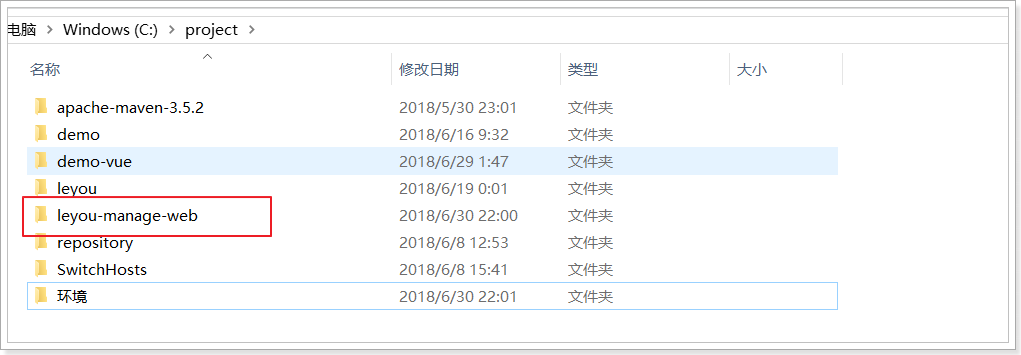 电脑 > Windows (C:) > project >
名称 修改日期 类型 大小
apache-maven-3.5.2 2018/5/30 23:01 文件夹
demo 2018/6/16 9:32 文件夹
demo-vue 2018/6/29 1:47 文件夹
leyou 2018/6/19 0:01 文件夹
leyou-manage-web 2018/6/30 22:00 文件夹
repository 2018/6/8 12:53 文件夹
SwitchHosts 2018/6/8 15:41 文件夹
环境 2018/6/30 22:01 文件夹